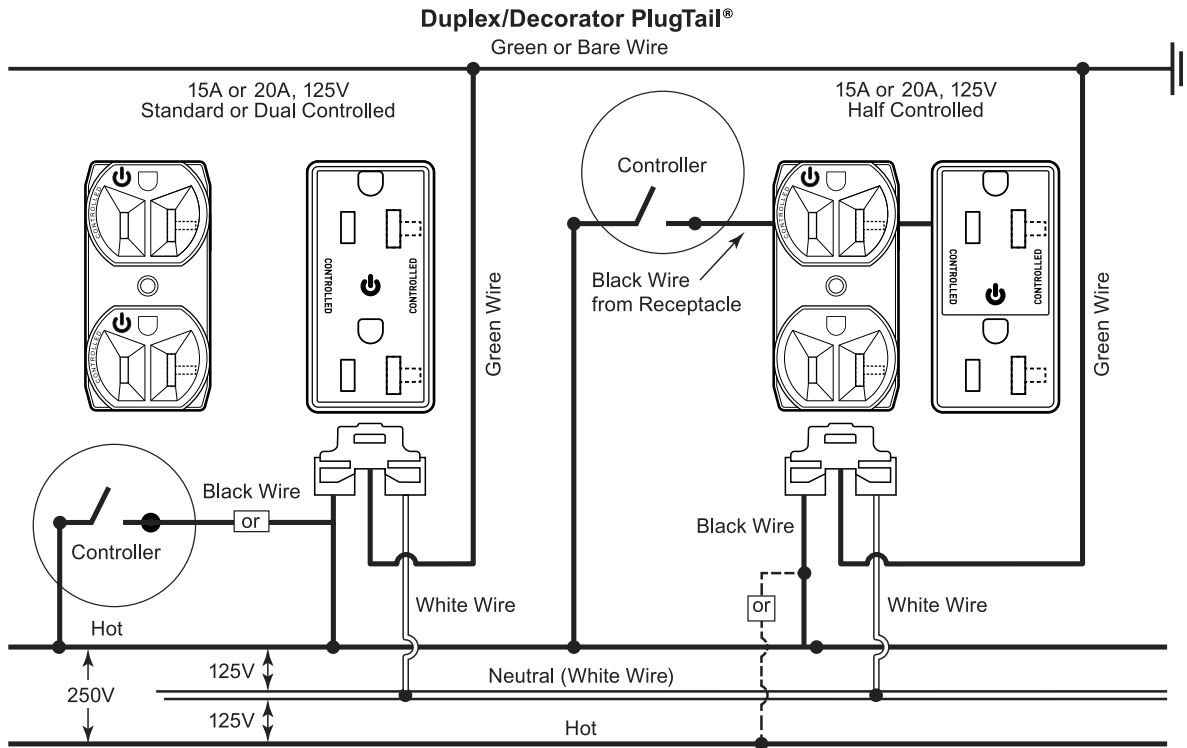 Duplex/Decorator PlugTail®
Green or Bare Wire
15A or 20A, 125V
Standard or Dual Controlled
15A or 20A, 125V
Half Controlled
Controller
CONTROLLED
CONTROLLED
CONTROLLED
CONTROLLED
Green Wire
Black Wire
from Receptacle
CONTROLLED
CONTROLLED
CONTROLLED
Green Wire
Black Wire
or
Controller
White Wire
Black Wire
or
White Wire
Hot
125V
250V
Neutral (White Wire)
125V
Hot